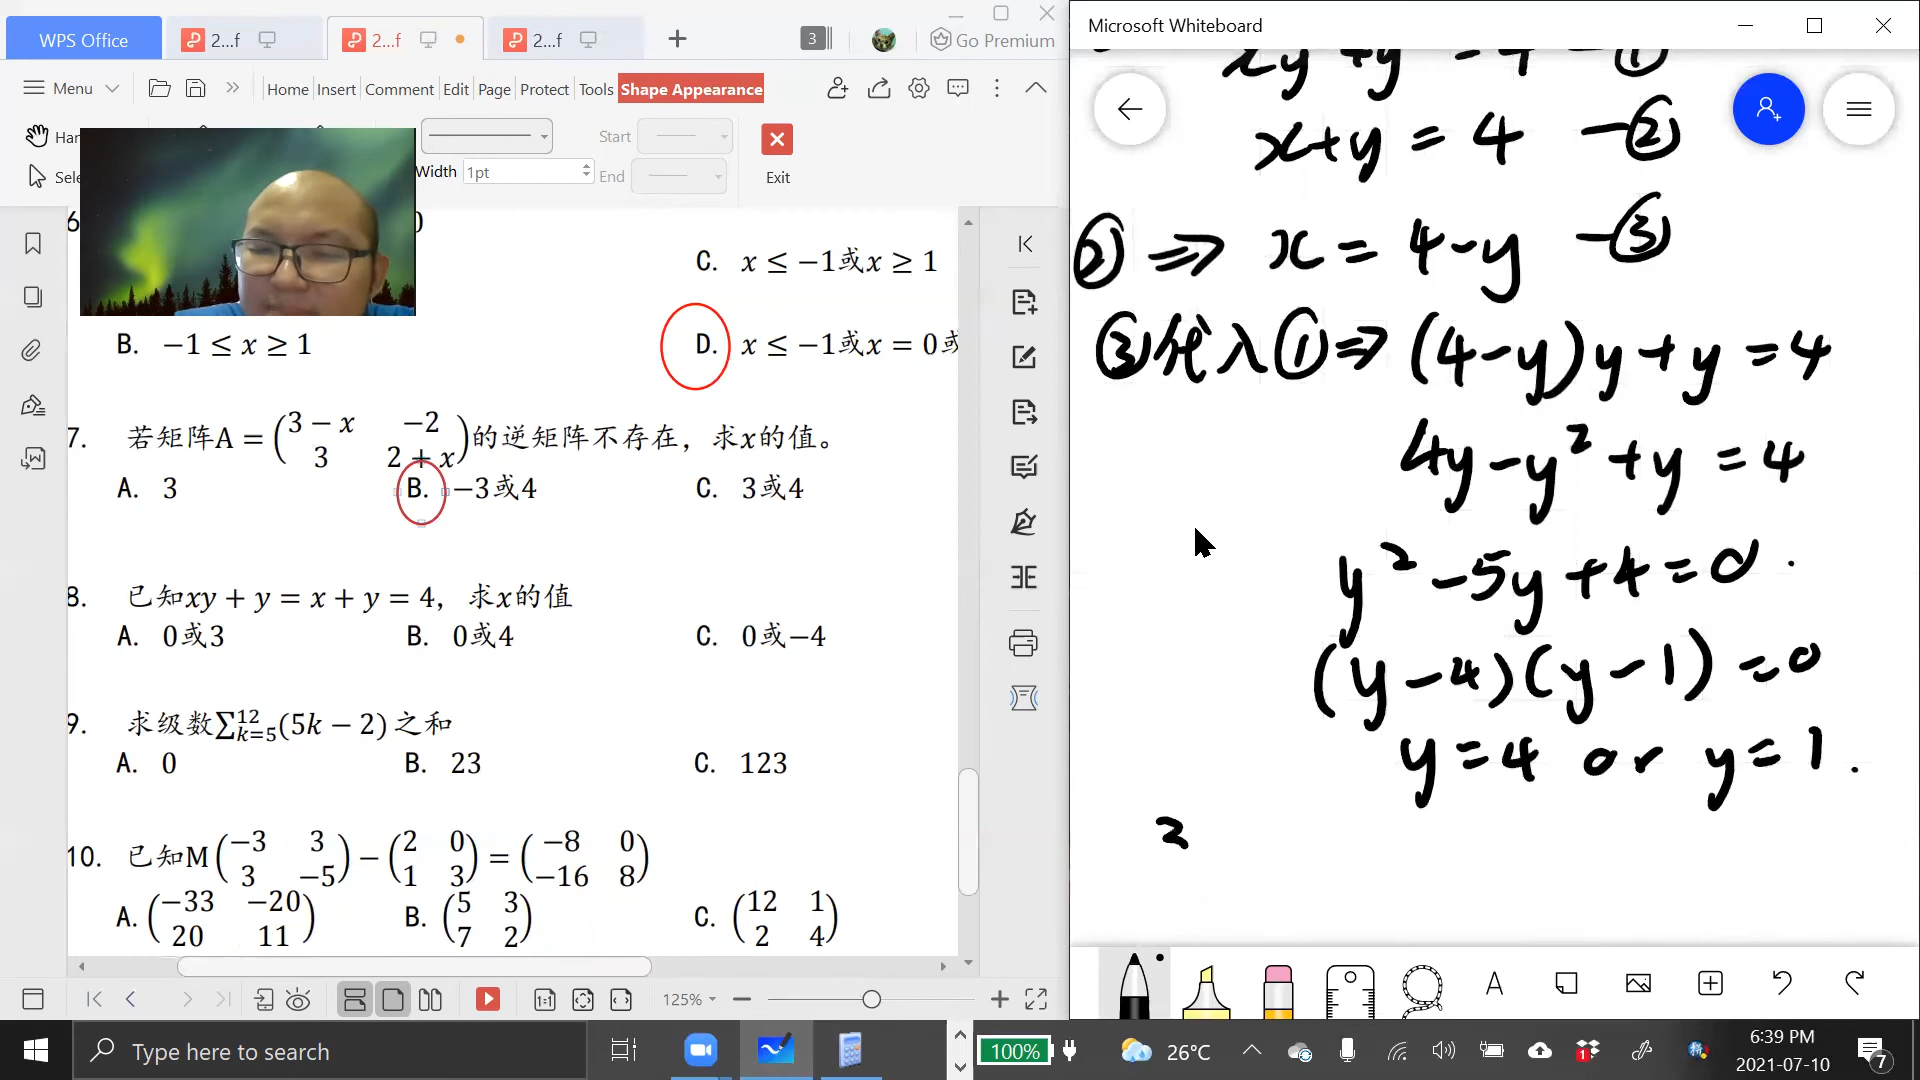 WPS Office
2...f
2...f
2...f
3
Go Premium
Menu
Home Insert Comment Edit Page Protect Tools Shape Appearance
Start
Width 1pt
End
Exit
C. x ≤ −1或x ≥ 1
B. −1 ≤ x ≥ 1
D. x ≤ −1或x = 0或
7. 若矩阵A = (3 − x −2
3 2 + x)的逆矩阵不存在，求x的值。
A. 3 B. −3或4 C. 3或4
8. 已知xy + y = x + y = 4，求x的值
A. 0或3 B. 0或4 C. 0或−4
9. 求级数∑_{k=5}^{12}(5k − 2)之和
A. 0 B. 23 C. 123
10. 已知M(−3 3
3 −5) − (2 0
1 3) = (−8 0
−16 8)
A. (−33 −20
20 11) B. (5 3
7 2) C. (12 1
2 4)
125%
Microsoft Whiteboard
xy + y = 4 — ①
x+y = 4 — ②
② ⇒ x = 4-y — ③
③代入① ⇒ (4-y)y + y = 4
4y - y² + y = 4
y² - 5y + 4 = 0.
(y-4)(y-1) = 0
y = 4 or y = 1.
Type here to search
100%
26°C
6:39 PM
2021-07-10
7